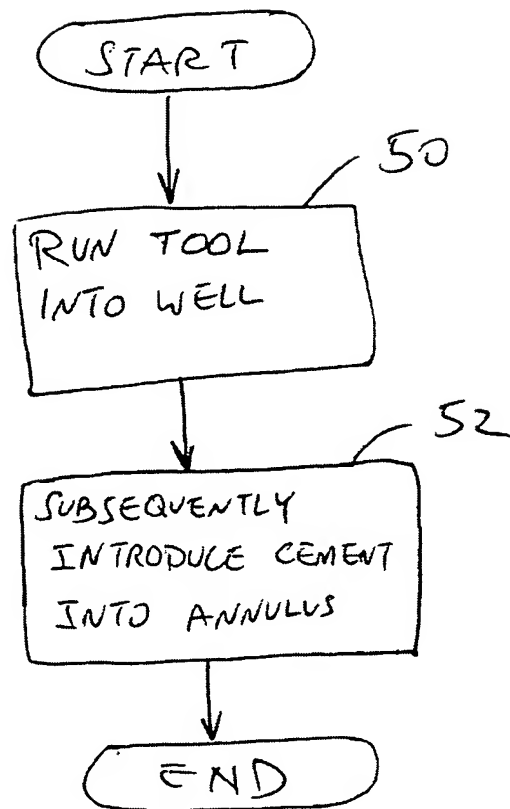 START
50
RUN TOOL
INTO WELL
52
SUBSEQUENTLY
INTRODUCE CEMENT
INTO ANNULUS
END